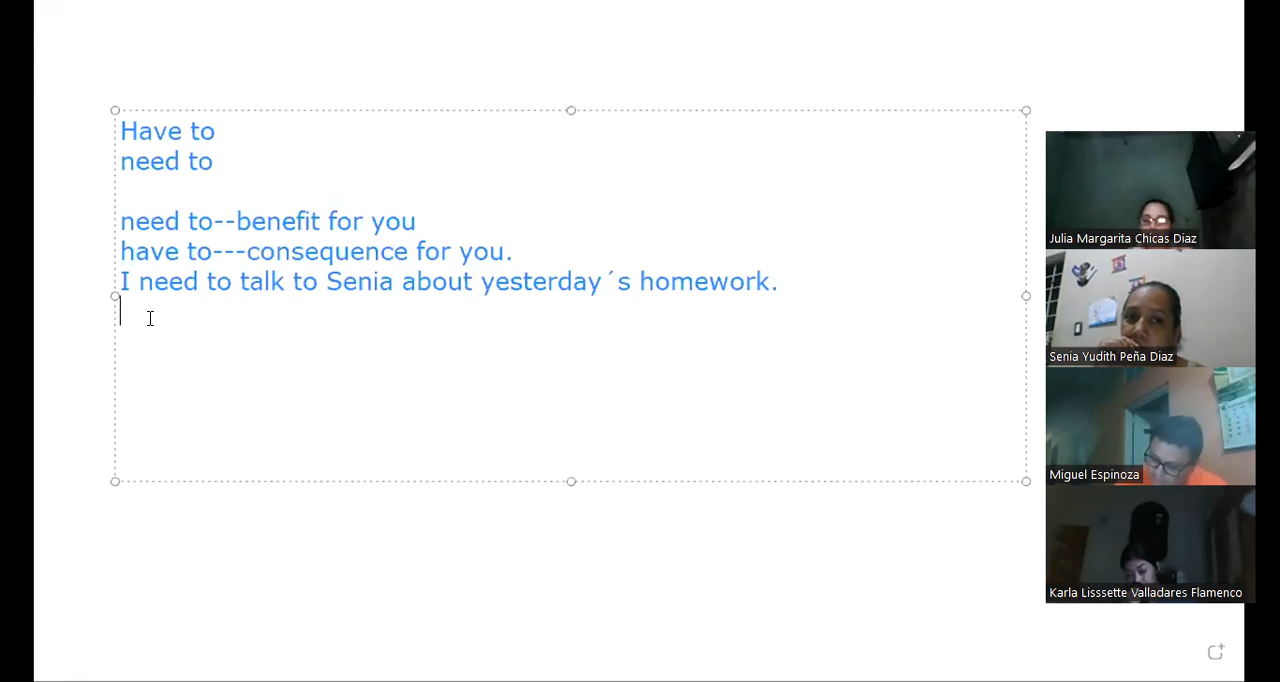 Have to
need to
need to--benefit for you
have to---consequence for you.
I need to talk to Senia about yesterday´s homework.
Julia Margarita Chicas Diaz
Senia Yudith Peña Diaz
Miguel Espinoza
Karla Lisssette Valladares Flamenco